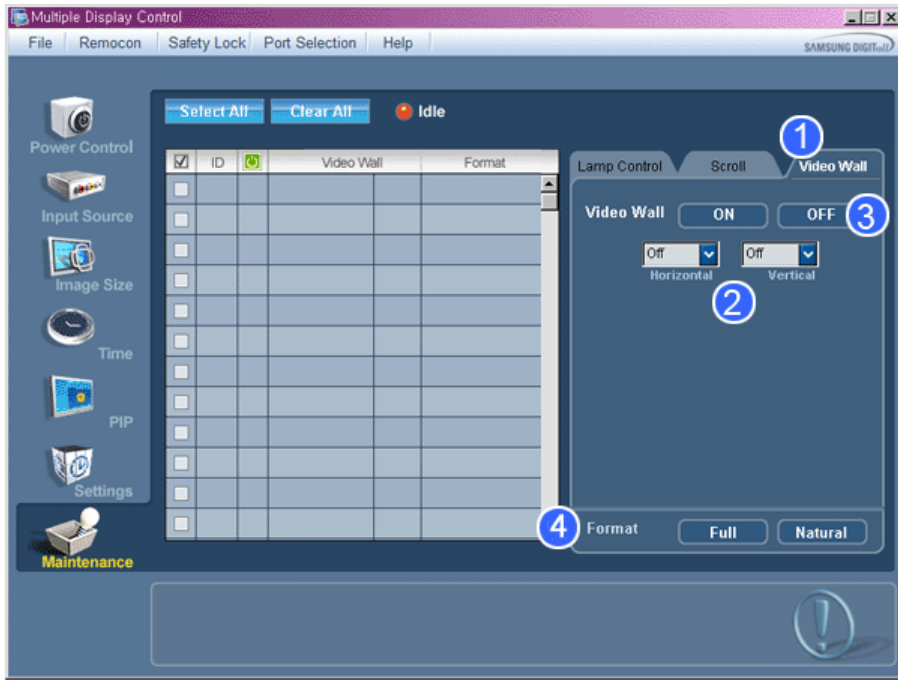 Multiple Display Control
File Remocon Safety Lock Port Selection Help
SAMSUNG DIGITall
Select All Clear All Idle
1
Power Control
ID Video Wall Format
Lamp Control Scroll Video Wall
Input Source
Video Wall ON OFF 3
Off Off
Horizontal Vertical
2
Image Size
Time
PIP
Settings
4 Format Full Natural
Maintenance